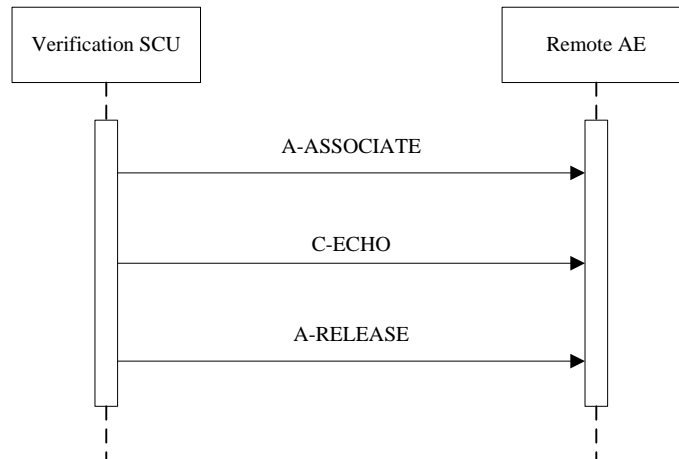 Verification SCU
Remote AE
A-ASSOCIATE
C-ECHO
A-RELEASE